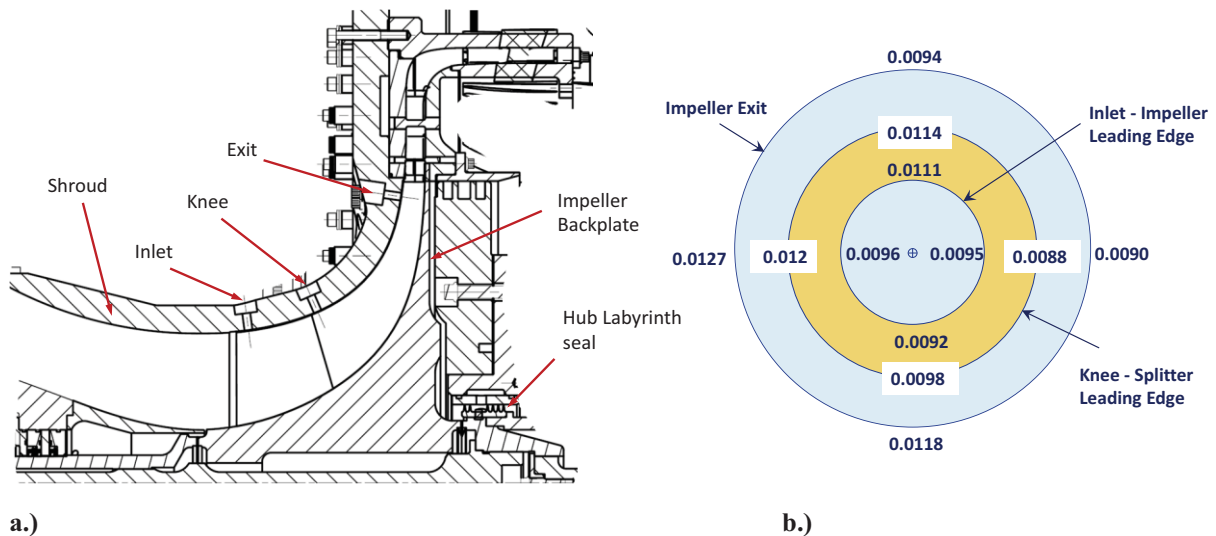 Exit
Knee
Shroud
Inlet
Impeller
Backplate
Hub Labyrinth
seal
a.)
0.0094
Impeller Exit
Inlet - Impeller
Leading Edge
0.0114
0.0111
0.0127
0.012
0.0096
0.0095
0.0088
0.0090
0.0092
0.0098
Knee - Splitter
Leading Edge
0.0118
b.)